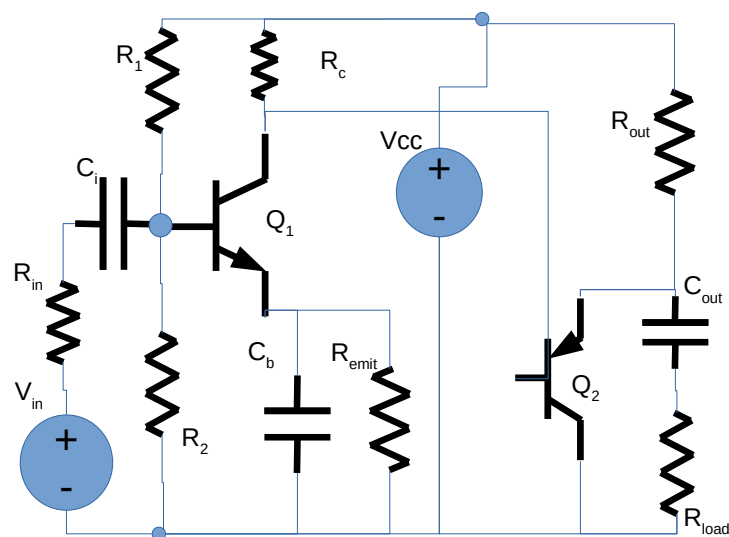 R1
Rc
Vcc
+
-
Rout
Ci
Q1
Rin
Cout
Cb
Remit
Q2
Vin
+
-
R2
Rload